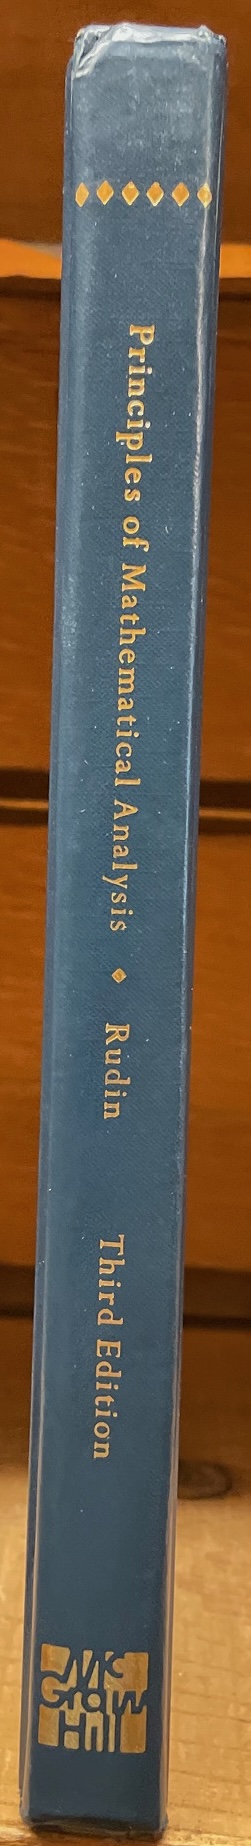 Principles of Mathematical Analysis ♦ Rudin Third Edition
Mc
Graw
Hill